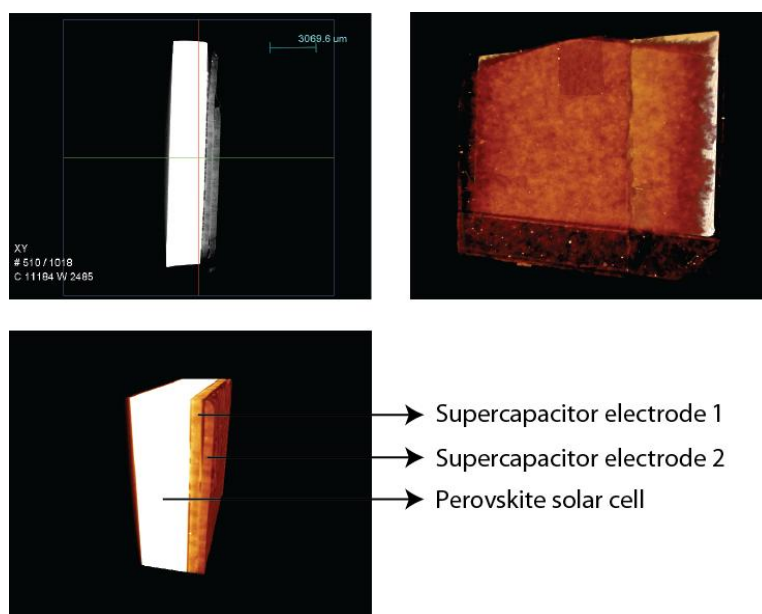 3069.6 um
XY
# 510 / 1018
C 11184 W 2485
Supercapacitor electrode 1
Supercapacitor electrode 2
Perovskite solar cell